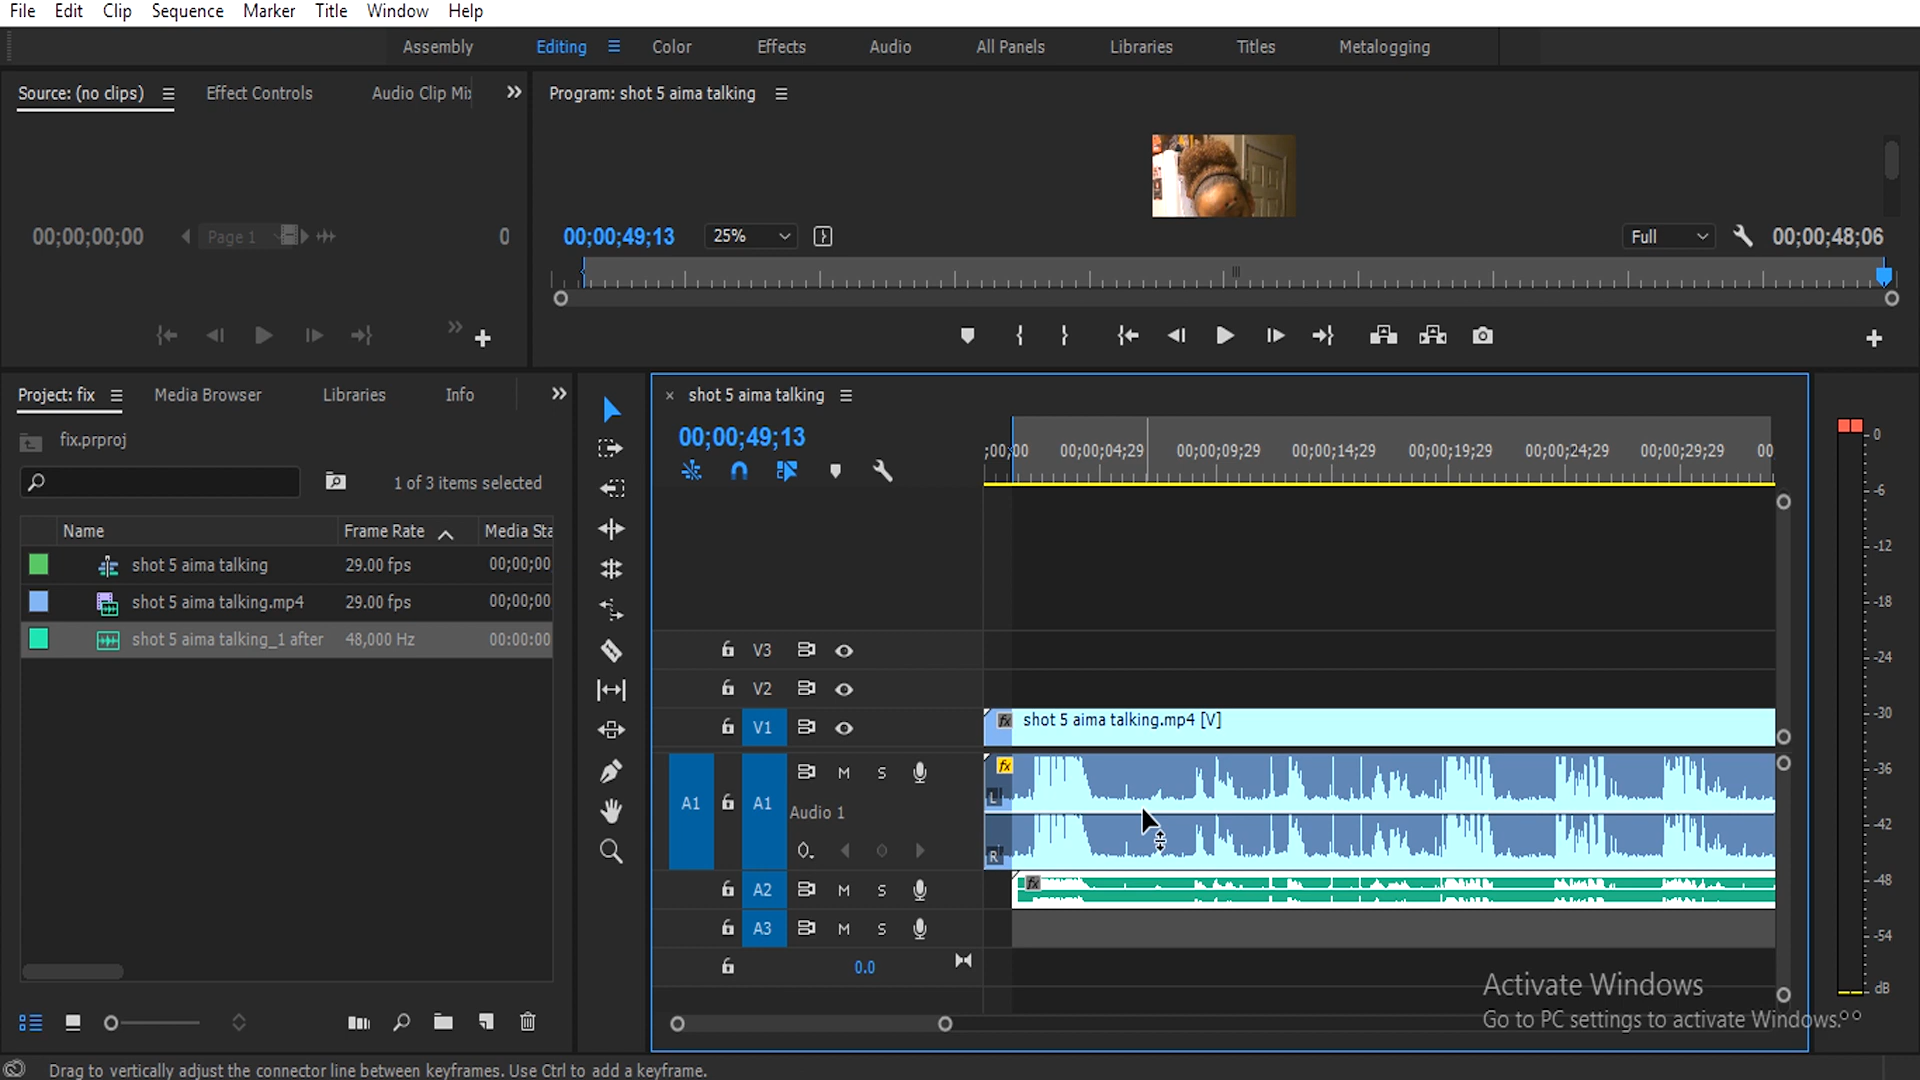 File Edit Clip Sequence Marker Title Window Help
Assembly Editing Color Effects Audio All Panels Libraries Titles Metalogging
Source: (no clips) Effect Controls Audio Clip Mix
Program: shot 5 aima talking
00;00;00;00 Page 1 0
00;00;49;13 25% Full 00;00;48;06
Project: fix Media Browser Libraries Info
fix.prproj
1 of 3 items selected
Name Frame Rate Media Sta
shot 5 aima talking 29.00 fps 00;00;00
shot 5 aima talking.mp4 29.00 fps 00;00;00
shot 5 aima talking_1 after 48,000 Hz 00:00:00
× shot 5 aima talking
00;00;49;13
;00;00 00;00;04;29 00;00;09;29 00;00;14;29 00;00;19;29 00;00;24;29 00;00;29;29 00
V3
V2
V1 fx shot 5 aima talking.mp4 [V]
A1 A1 M S fx
Audio 1
L
R
A2 M S fx
A3 M S
0.0
0
-6
-12
-18
-24
-30
-36
-42
-48
-54
dB
Activate Windows
Go to PC settings to activate Windows.
Drag to vertically adjust the connector line between keyframes. Use Ctrl to add a keyframe.